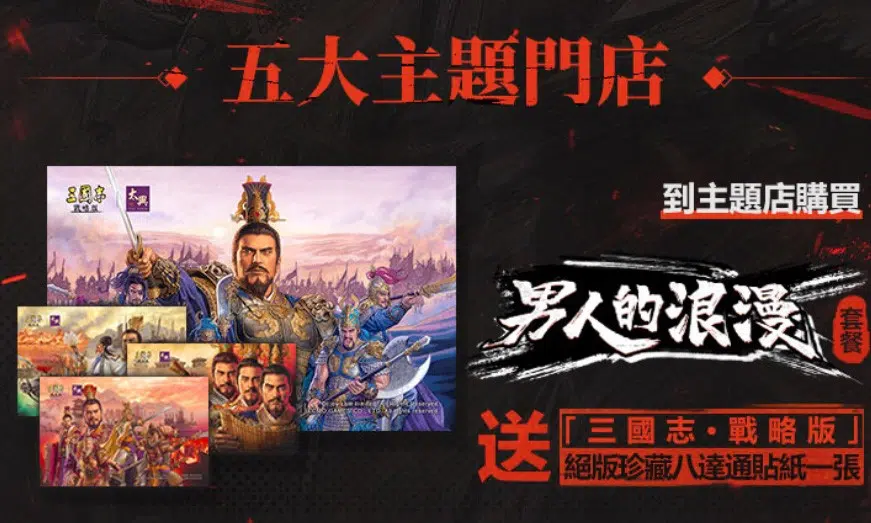 五大主題門店
三國志
戰略版
太興
到主題店購買
男人的浪漫
套餐
送
「三國志・戰略版」
絕版珍藏八達通貼紙一張